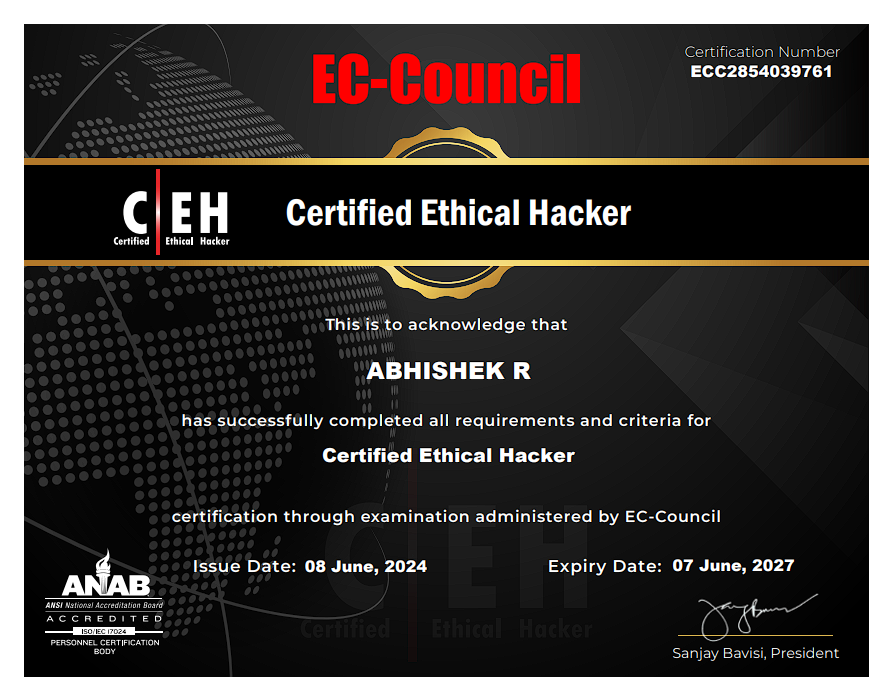 EC-Council
Certification Number
ECC2854039761
C EH
Certified Ethical Hacker
Certified Ethical Hacker
This is to acknowledge that
ABHISHEK R
has successfully completed all requirements and criteria for
Certified Ethical Hacker
certification through examination administered by EC-Council
C EH
Certified Ethical Hacker
Issue Date: 08 June, 2024
Expiry Date: 07 June, 2027
ANAB
ANSI National Accreditation Board
ACCREDITED
ISO/IEC 17024
PERSONNEL CERTIFICATION
BODY
Sanjay Bavisi, President